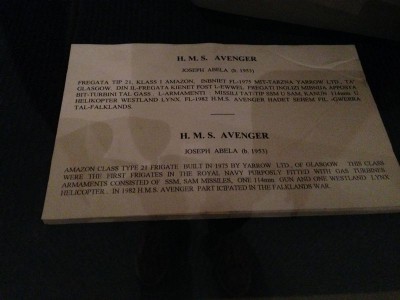 H. M. S. AVENGER
JOSEPH ABELA (b. 1953)
FREGATA TIP 21, KLASS I AMAZON, INBNIET FL-1975 MIT-TARZNA YARROW LTD., TA'
GLASGOW. DIN IL-FREGATA KIENET FOST L-EWWEL FREGATI INGLIZI MIBNIJA APPOSTA
BIT-TURBINI TAL GASS. L-ARMAMENTI MISSILI TAT-TIP SSM U SAM, KANUN 114mm U
HELIKOPTER WESTLAND LYNX. FL-1982 H.M.S. AVENGER HADET SEHEM FIL-GWERRA
TAL-FALKLANDS.
H. M. S. AVENGER
JOSEPH ABELA (b. 1953)
AMAZON CLASS TYPE 21 FRIGATE BUILT IN 1975 BY YARROW LTD., OF GLASGOW. THIS CLASS
WERE THE FIRST FRIGATES IN THE ROYAL NAVY PURPOSLY FITTED WITH GAS TURBINES
ARMAMENTS CONSISTED OF SSM, SAM MISSILES, ONE 114mm GUN AND ONE WESTLAND LYNX
HELICOPTER. IN 1982 H.M.S. AVENGER PART ICIPATED IN THE FALKLANDS WAR.